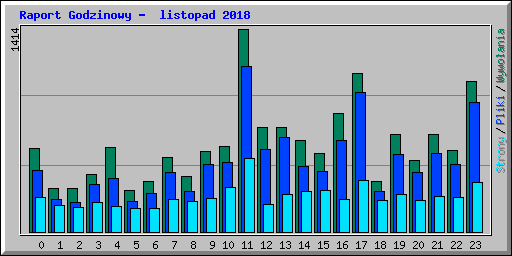 Raport Godzinowy - listopad 2018
1414
Strony / Pliki / Wywołania
0 1 2 3 4 5 6 7 8 9 10 11 12 13 14 15 16 17 18 19 20 21 22 23